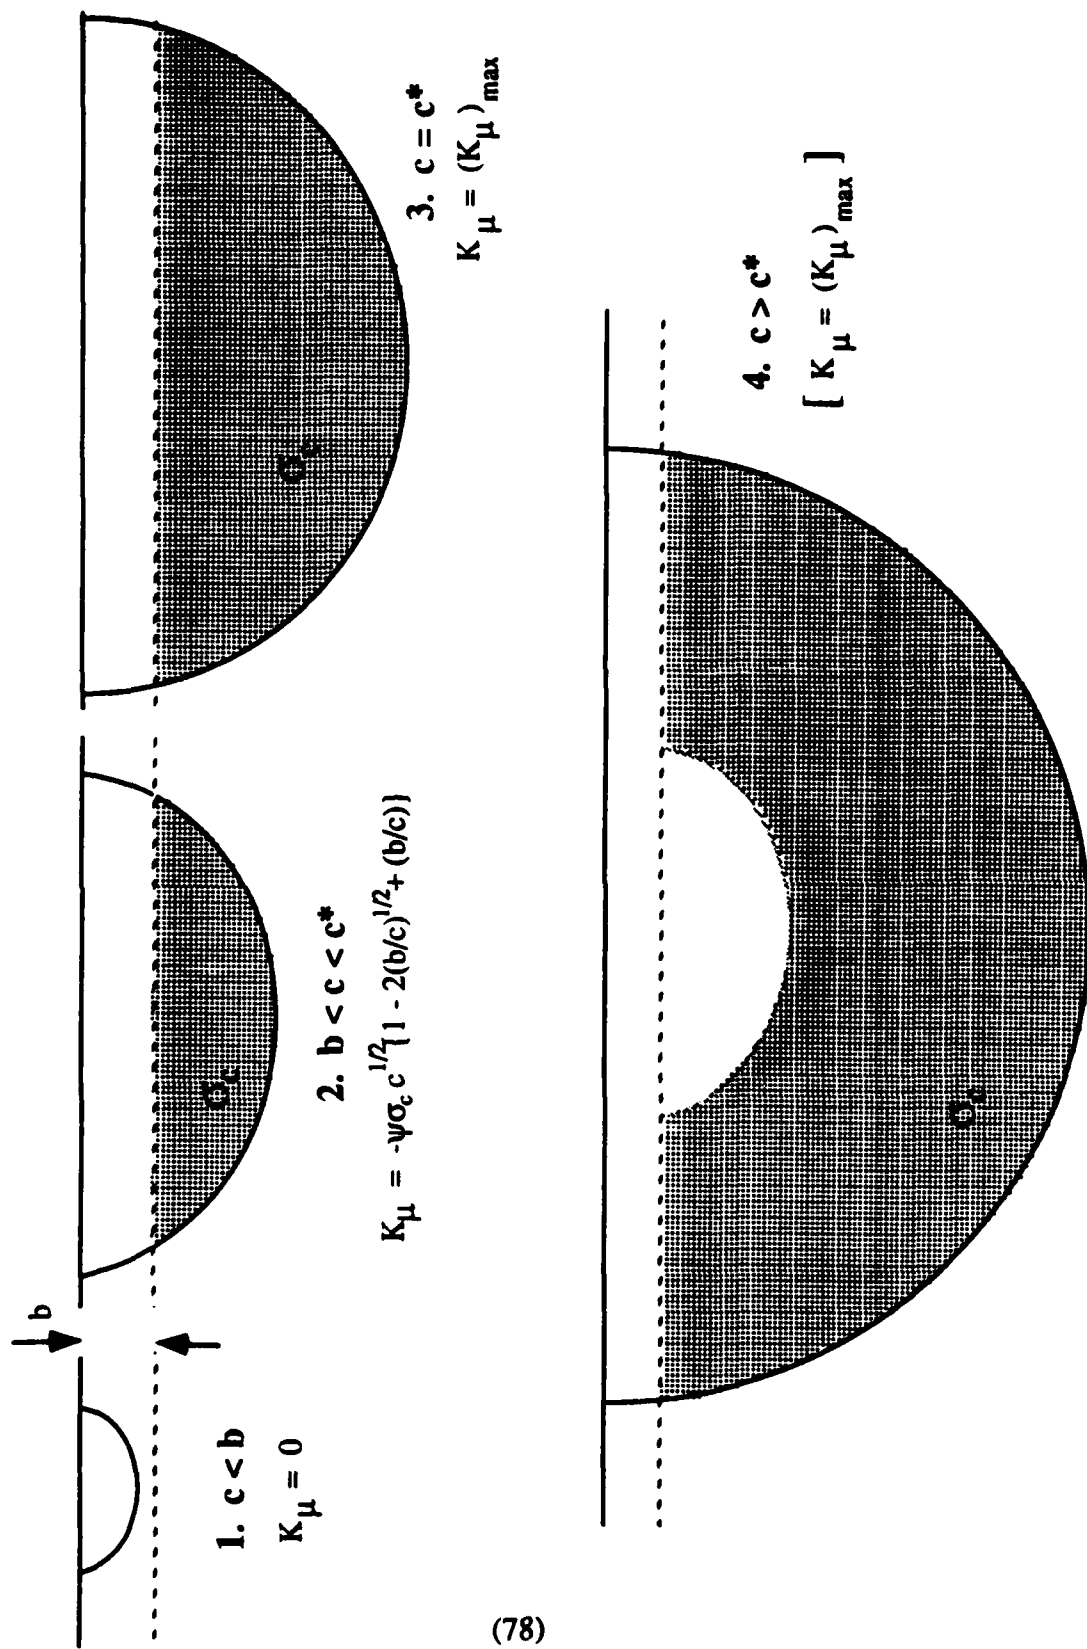 b
1. c < b
K_μ = 0
2. b < c < c*
K_μ = -ψσ_c c^{1/2}{1 - 2(b/c)^{1/2} + (b/c)}
σ_c
3. c = c*
K_μ = (K_μ)_max
σ_c
4. c > c*
[ K_μ = (K_μ)_max ]
σ_c
(78)